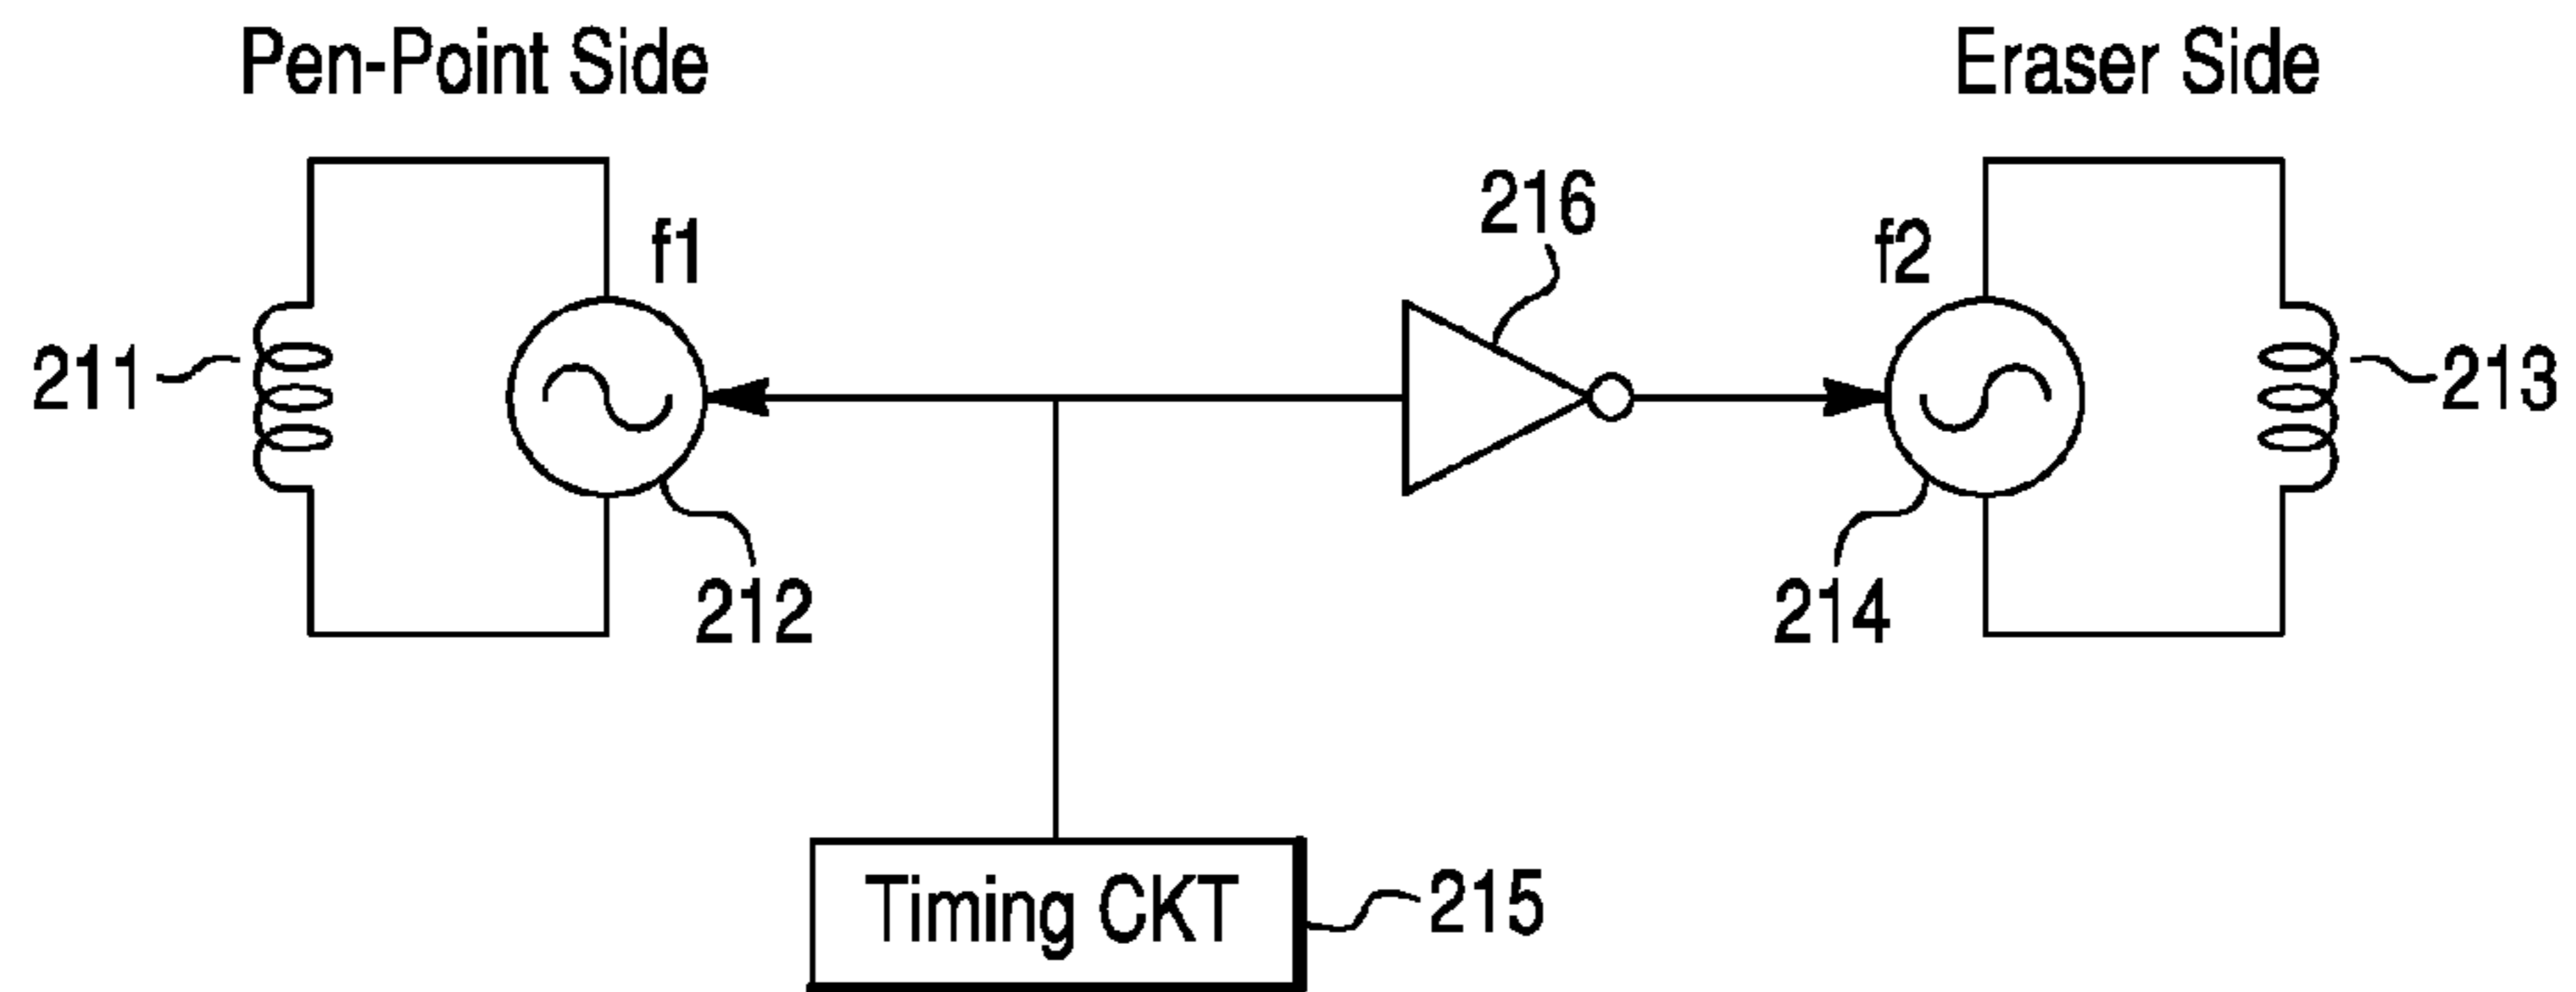 Pen-Point Side
Eraser Side
216
f1
f2
211
213
212
214
Timing CKT
215